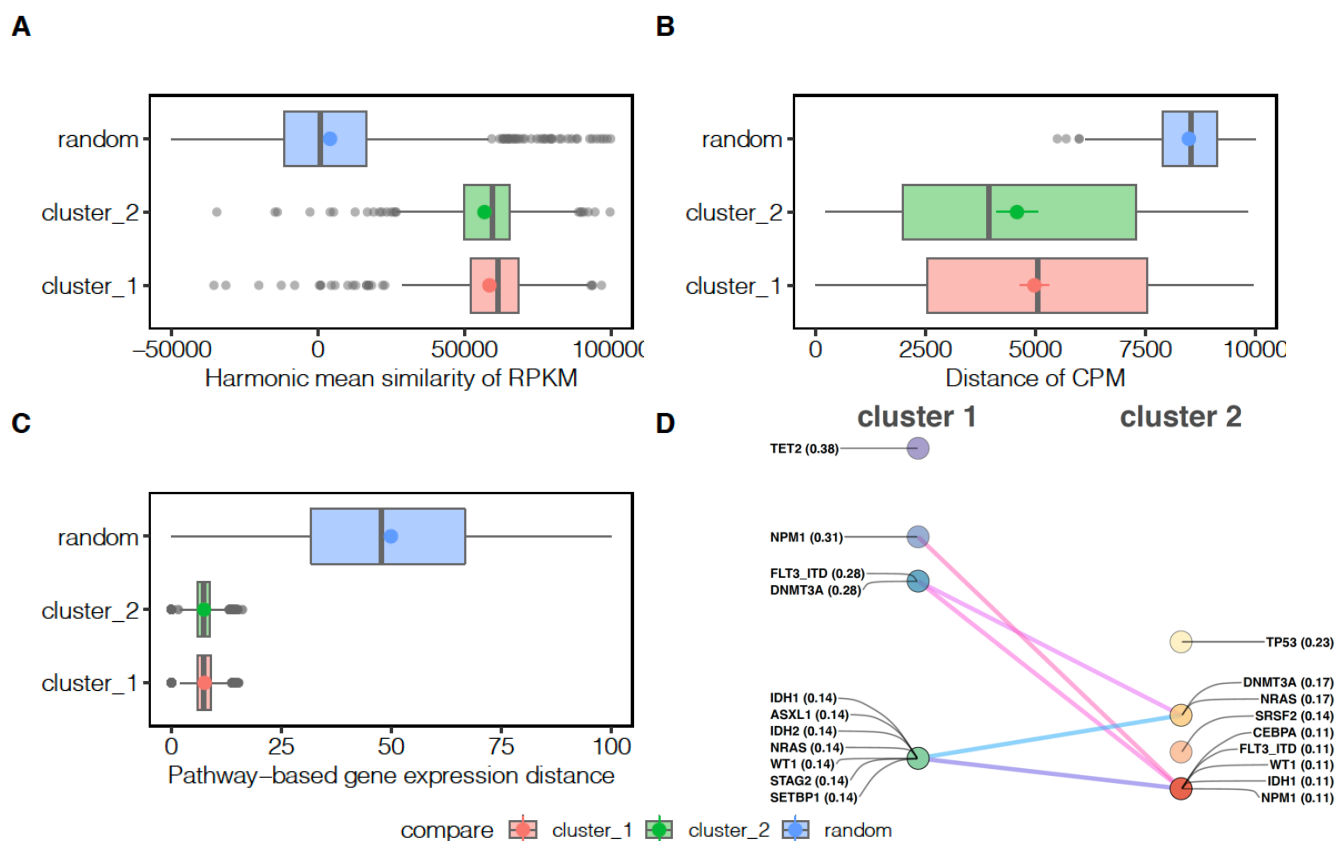 A
random
cluster_2
cluster_1
−50000 0 50000 100000
Harmonic mean similarity of RPKM
B
random
cluster_2
cluster_1
0 2500 5000 7500 10000
Distance of CPM
C
random
cluster_2
cluster_1
0 25 50 75 100
Pathway−based gene expression distance
D
cluster 1 cluster 2
TET2 (0.38)
NPM1 (0.31)
FLT3_ITD (0.28)
DNMT3A (0.28)
IDH1 (0.14)
ASXL1 (0.14)
IDH2 (0.14)
NRAS (0.14)
WT1 (0.14)
STAG2 (0.14)
SETBP1 (0.14)
TP53 (0.23)
DNMT3A (0.17)
NRAS (0.17)
SRSF2 (0.14)
CEBPA (0.11)
FLT3_ITD (0.11)
WT1 (0.11)
IDH1 (0.11)
NPM1 (0.11)
compare cluster_1 cluster_2 random